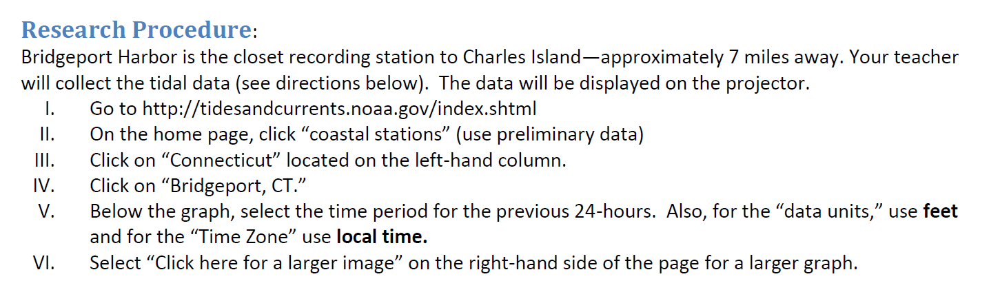 Research Procedure:
Bridgeport Harbor is the closet recording station to Charles Island—approximately 7 miles away. Your teacher
will collect the tidal data (see directions below).  The data will be displayed on the projector.
I. Go to http://tidesandcurrents.noaa.gov/index.shtml
II. On the home page, click “coastal stations” (use preliminary data)
III. Click on “Connecticut” located on the left-hand column.
IV. Click on “Bridgeport, CT.”
V. Below the graph, select the time period for the previous 24-hours.  Also, for the “data units,” use feet
and for the “Time Zone” use local time.
VI. Select “Click here for a larger image” on the right-hand side of the page for a larger graph.